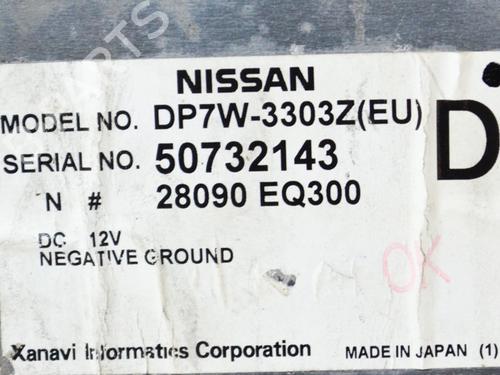 NISSAN
MODEL NO. DP7W-3303Z(EU)
SERIAL NO. 50732143
N # 28090 EQ300
D
DC 12V
NEGATIVE GROUND
OK
Xanavi Informatics Corporation
MADE IN JAPAN (1)
PARTS